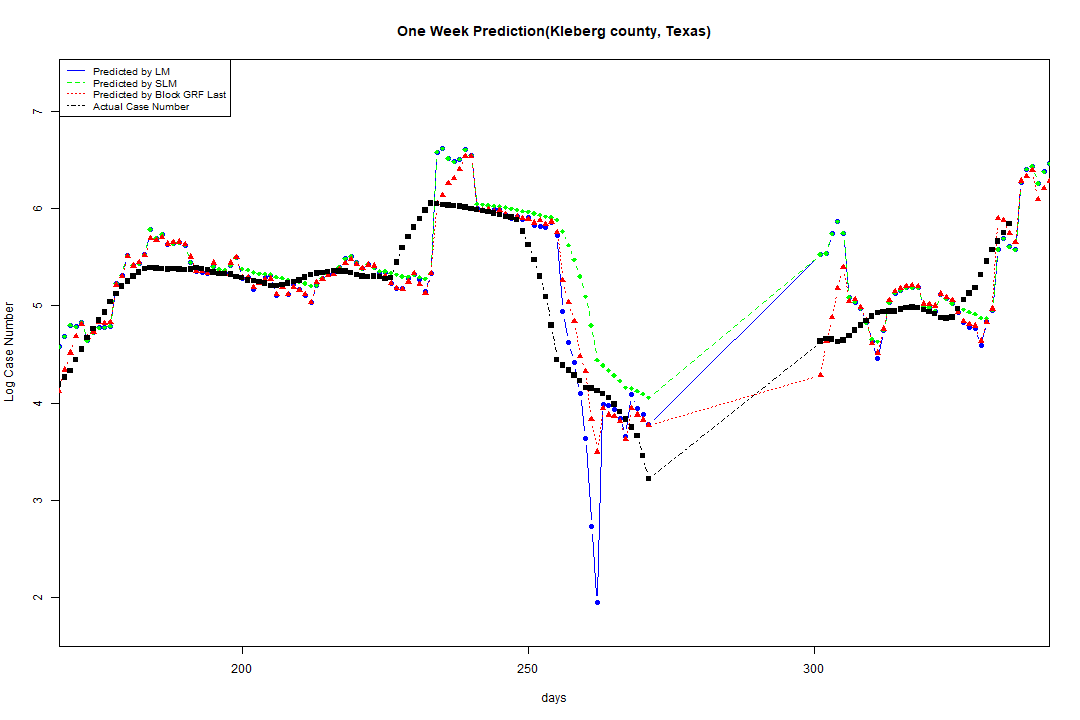 One Week Prediction(Kleberg county, Texas)
Predicted by LM
Predicted by SLM
Predicted by Block GRF Last
Actual Case Number
7
6
5
4
3
2
Log Case Number
200 250 300
days